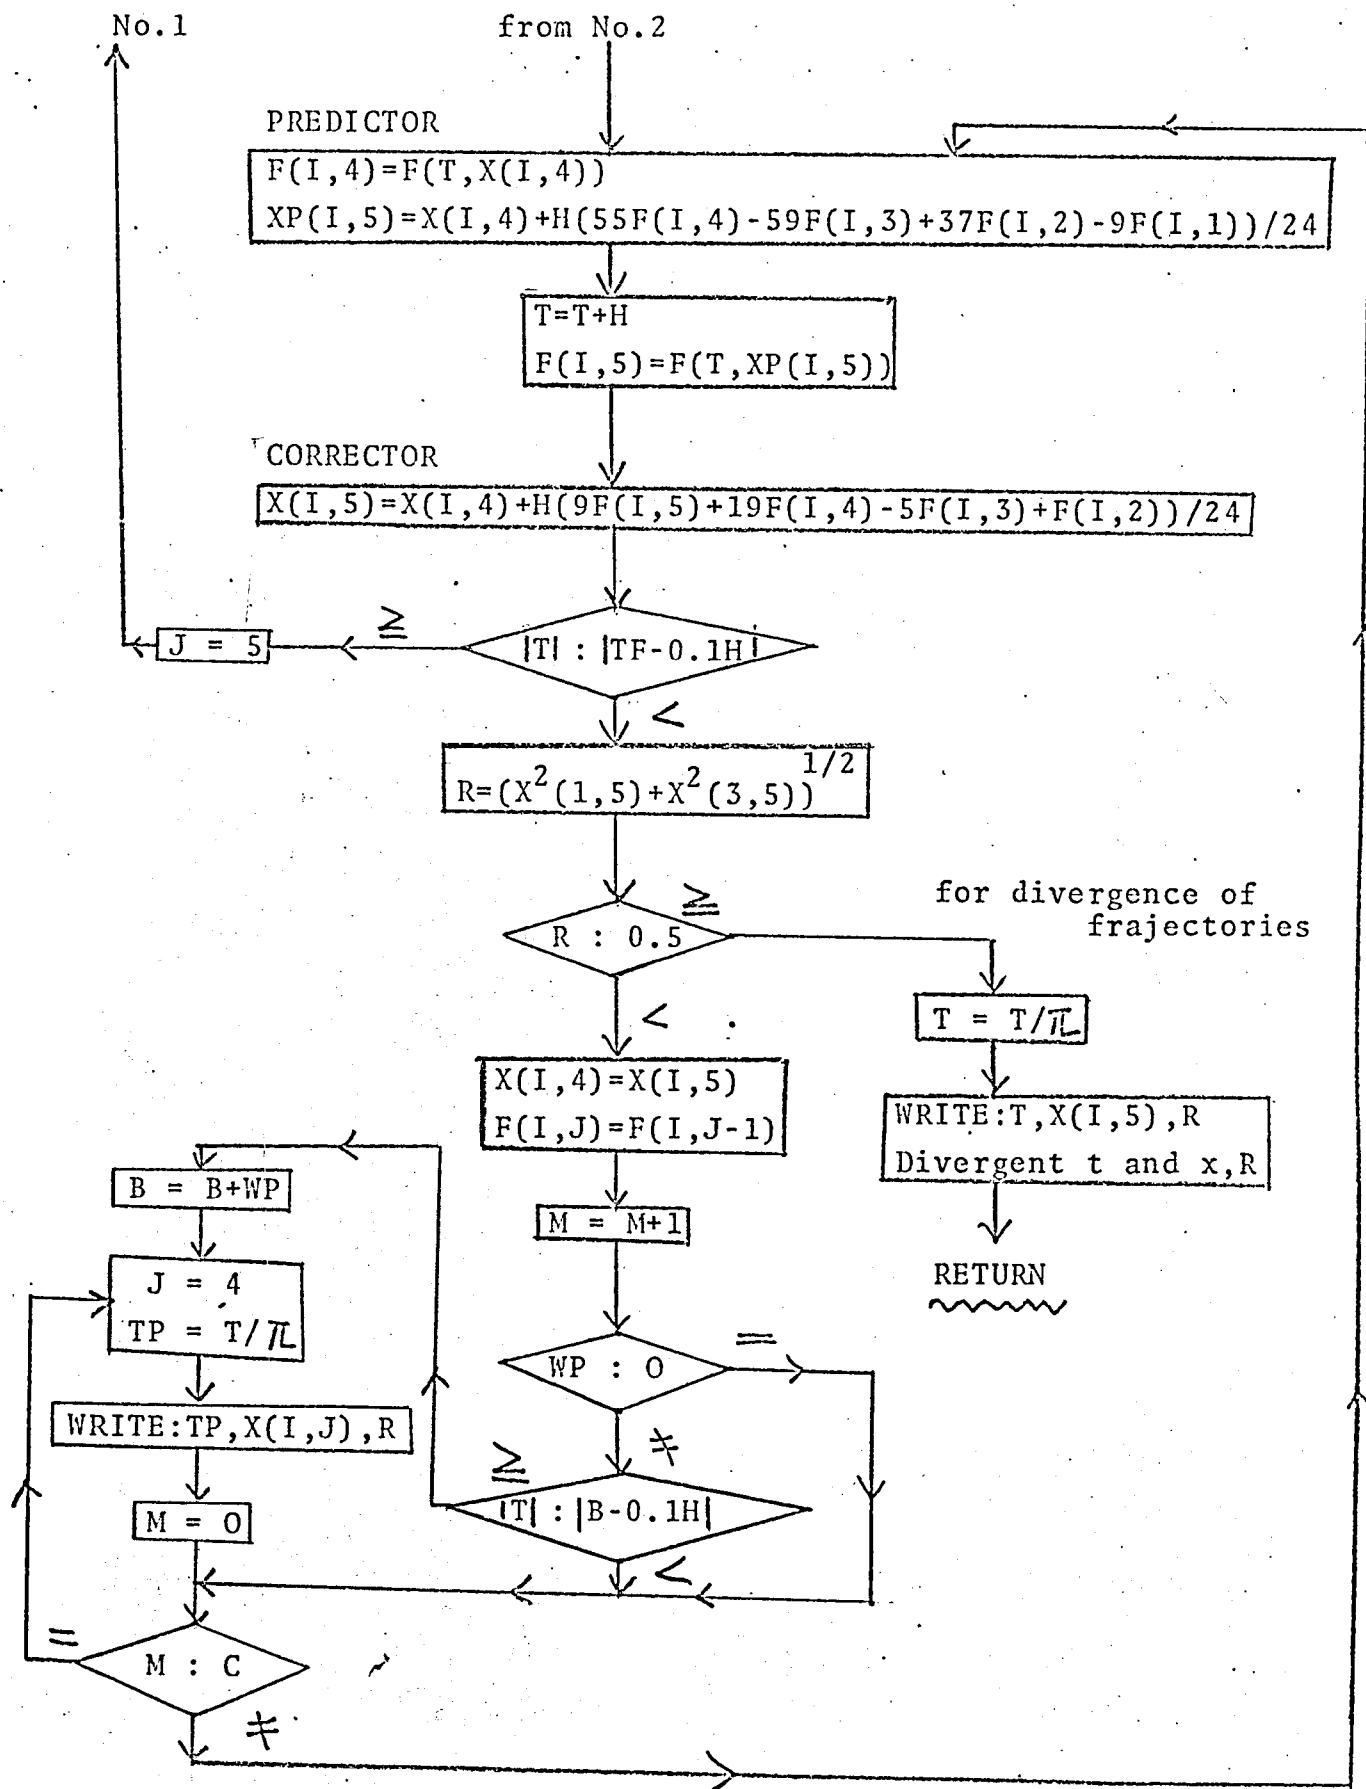 No.1
from No.2
PREDICTOR
F(I,4)=F(T,X(I,4))
XP(I,5)=X(I,4)+H(55F(I,4)-59F(I,3)+37F(I,2)-9F(I,1))/24
T=T+H
F(I,5)=F(T,XP(I,5))
CORRECTOR
X(I,5)=X(I,4)+H(9F(I,5)+19F(I,4)-5F(I,3)+F(I,2))/24
J = 5
≧
|T| : |TF-0.1H|
<
R=(X²(1,5)+X²(3,5))^1/2
R : 0.5
≧
for divergence of
frajectories
<
T = T/π
X(I,4)=X(I,5)
F(I,J)=F(I,J-1)
WRITE:T,X(I,5),R
Divergent t and x,R
B = B+WP
M = M+1
RETURN
J = 4
TP = T/π
WP : O
=
≠
WRITE:TP,X(I,J),R
≧
|T| : |B-0.1H|
<
M = O
=
M : C
≠